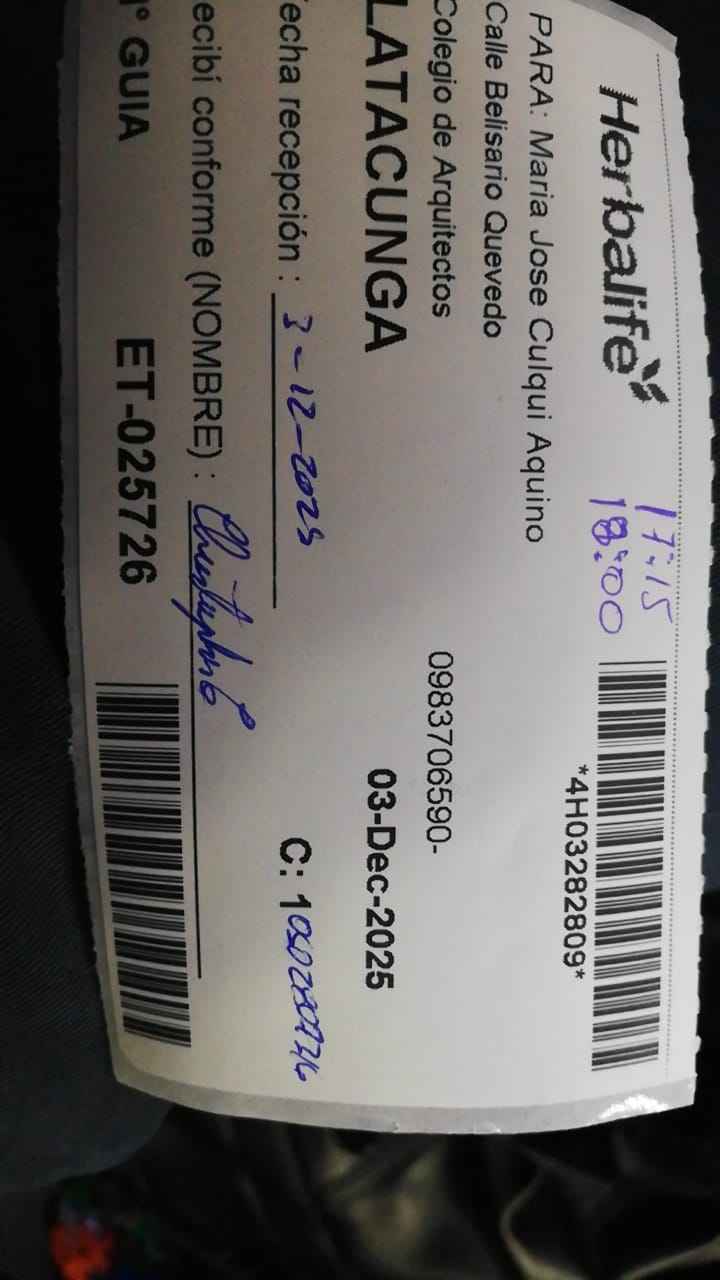 Herbalife
17:15
18:00
*4H03282809*
PARA: Maria Jose Culqui Aquino
Calle Belisario Quevedo
Colegio de Arquitectos
0983706590-
LATACUNGA
03-Dec-2025
echa recepción : 3-12-2025
C: 1
ecibí conforme (NOMBRE) :
º GUIA
ET-025726